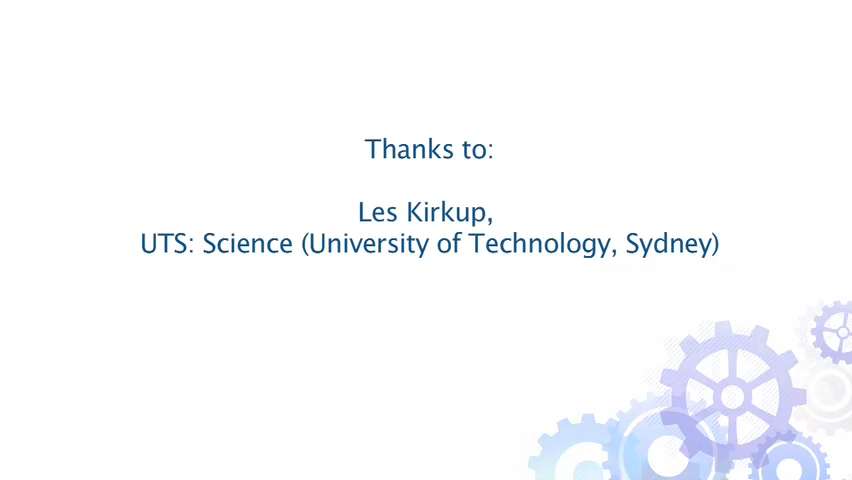 Thanks to:
Les Kirkup,
UTS: Science (University of Technology, Sydney)